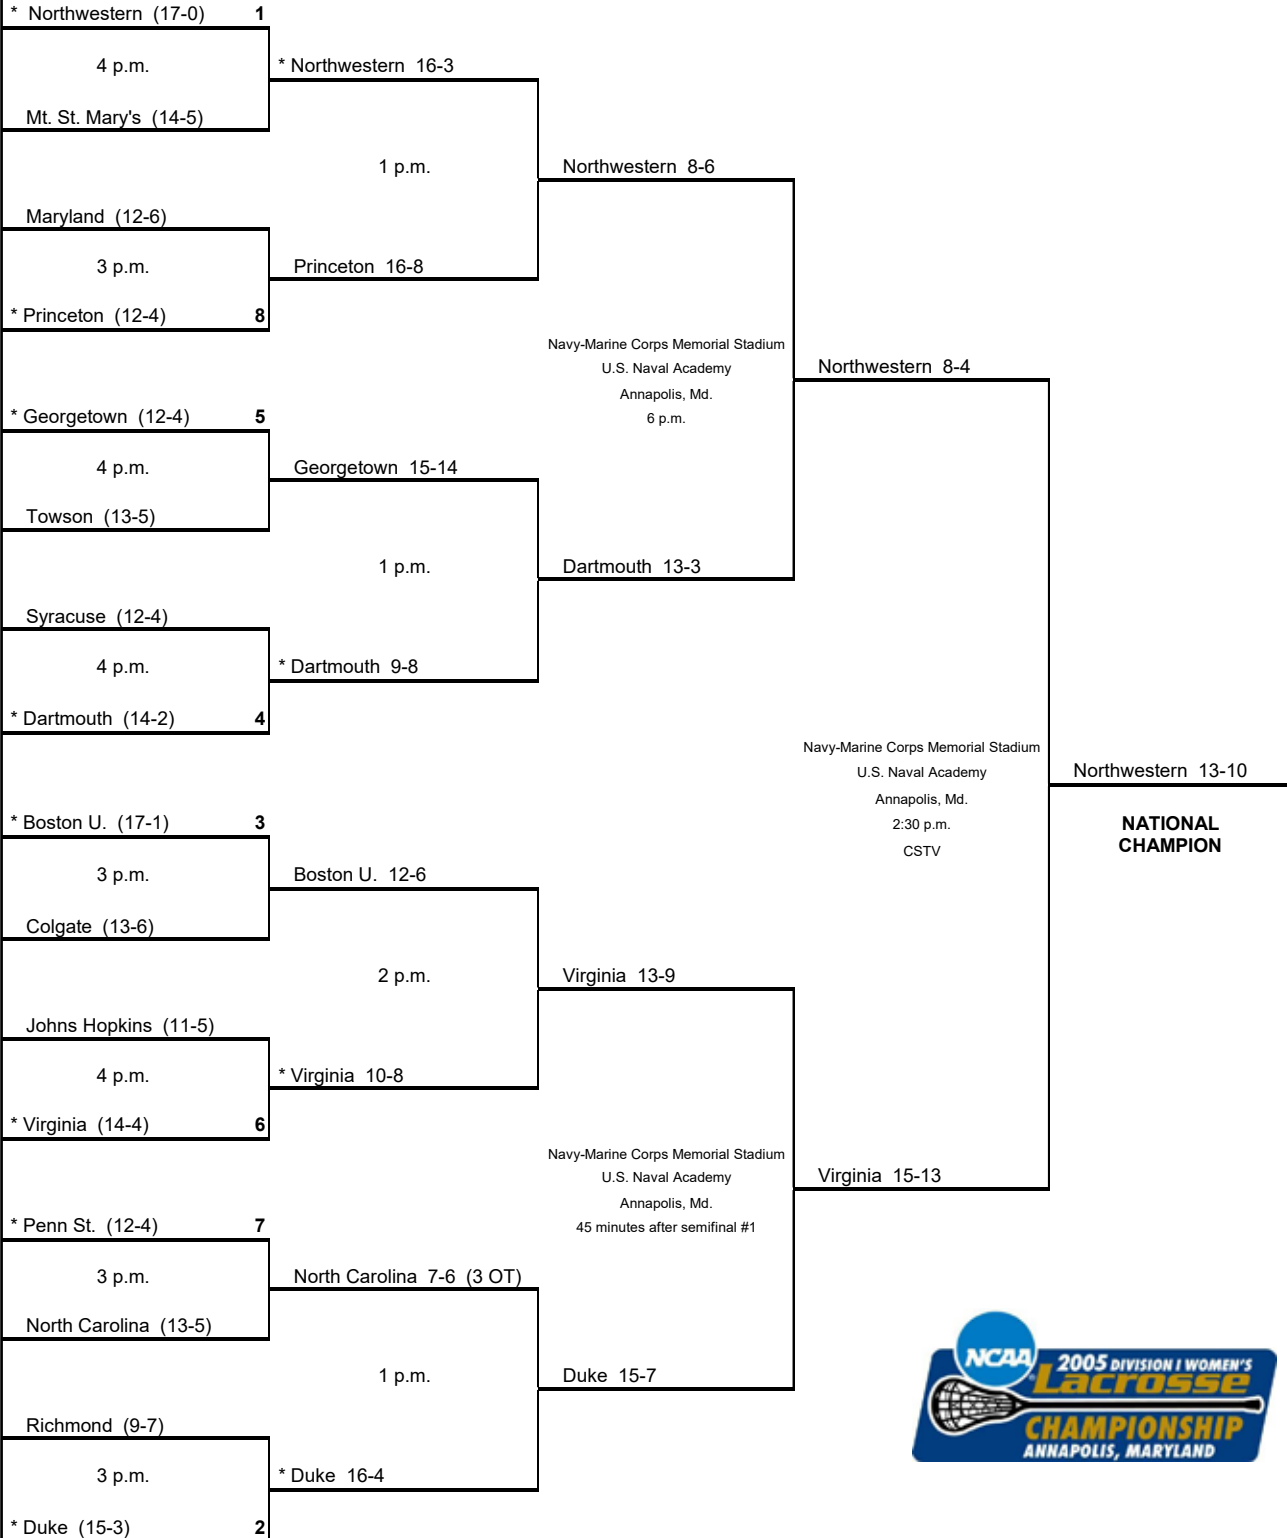 * Northwestern (17-0) 1
4 p.m.
Mt. St. Mary's (14-5)
Maryland (12-6)
3 p.m.
* Princeton (12-4) 8
* Georgetown (12-4) 5
4 p.m.
Towson (13-5)
Syracuse (12-4)
4 p.m.
* Dartmouth (14-2) 4
* Boston U. (17-1) 3
3 p.m.
Colgate (13-6)
Johns Hopkins (11-5)
4 p.m.
* Virginia (14-4) 6
* Penn St. (12-4) 7
3 p.m.
North Carolina (13-5)
Richmond (9-7)
3 p.m.
* Duke (15-3) 2
* Northwestern 16-3
1 p.m.
Princeton 16-8
Georgetown 15-14
1 p.m.
* Dartmouth 9-8
Boston U. 12-6
2 p.m.
* Virginia 10-8
North Carolina 7-6 (3 OT)
1 p.m.
* Duke 16-4
Northwestern 8-6
Navy-Marine Corps Memorial Stadium
U.S. Naval Academy
Annapolis, Md.
6 p.m.
Dartmouth 13-3
Virginia 13-9
Navy-Marine Corps Memorial Stadium
U.S. Naval Academy
Annapolis, Md.
45 minutes after semifinal #1
Duke 15-7
Northwestern 8-4
Navy-Marine Corps Memorial Stadium
U.S. Naval Academy
Annapolis, Md.
2:30 p.m.
CSTV
Virginia 15-13
Northwestern 13-10
NATIONAL
CHAMPION
NCAA
2005 DIVISION I WOMEN'S
Lacrosse
CHAMPIONSHIP
ANNAPOLIS, MARYLAND